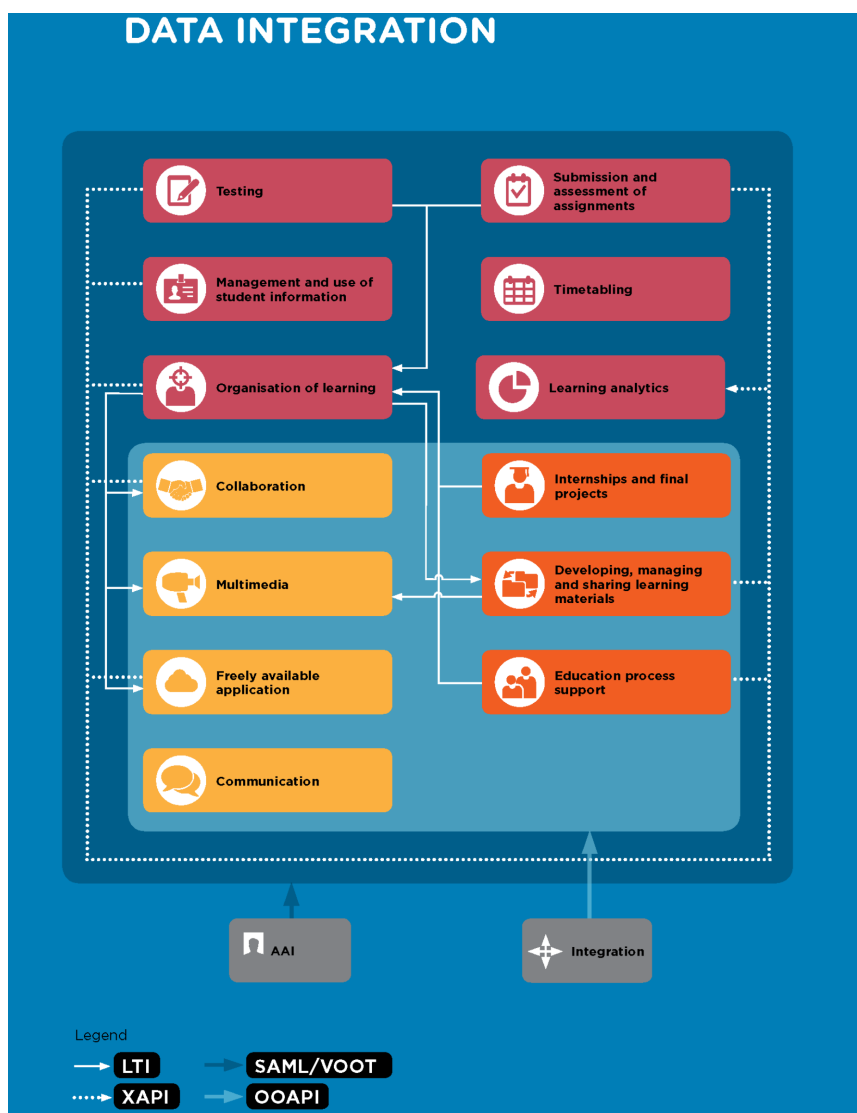 DATA INTEGRATION
Testing
Submission and
assessment of
assignments
Management and use of
student information
Timetabling
Organisation of learning
Learning analytics
Collaboration
Internships and final
projects
Multimedia
Developing, managing
and sharing learning
materials
Freely available
application
Education process
support
Communication
AAI
Integration
Legend
LTI
SAML/VOOT
XAPI
OOAPI